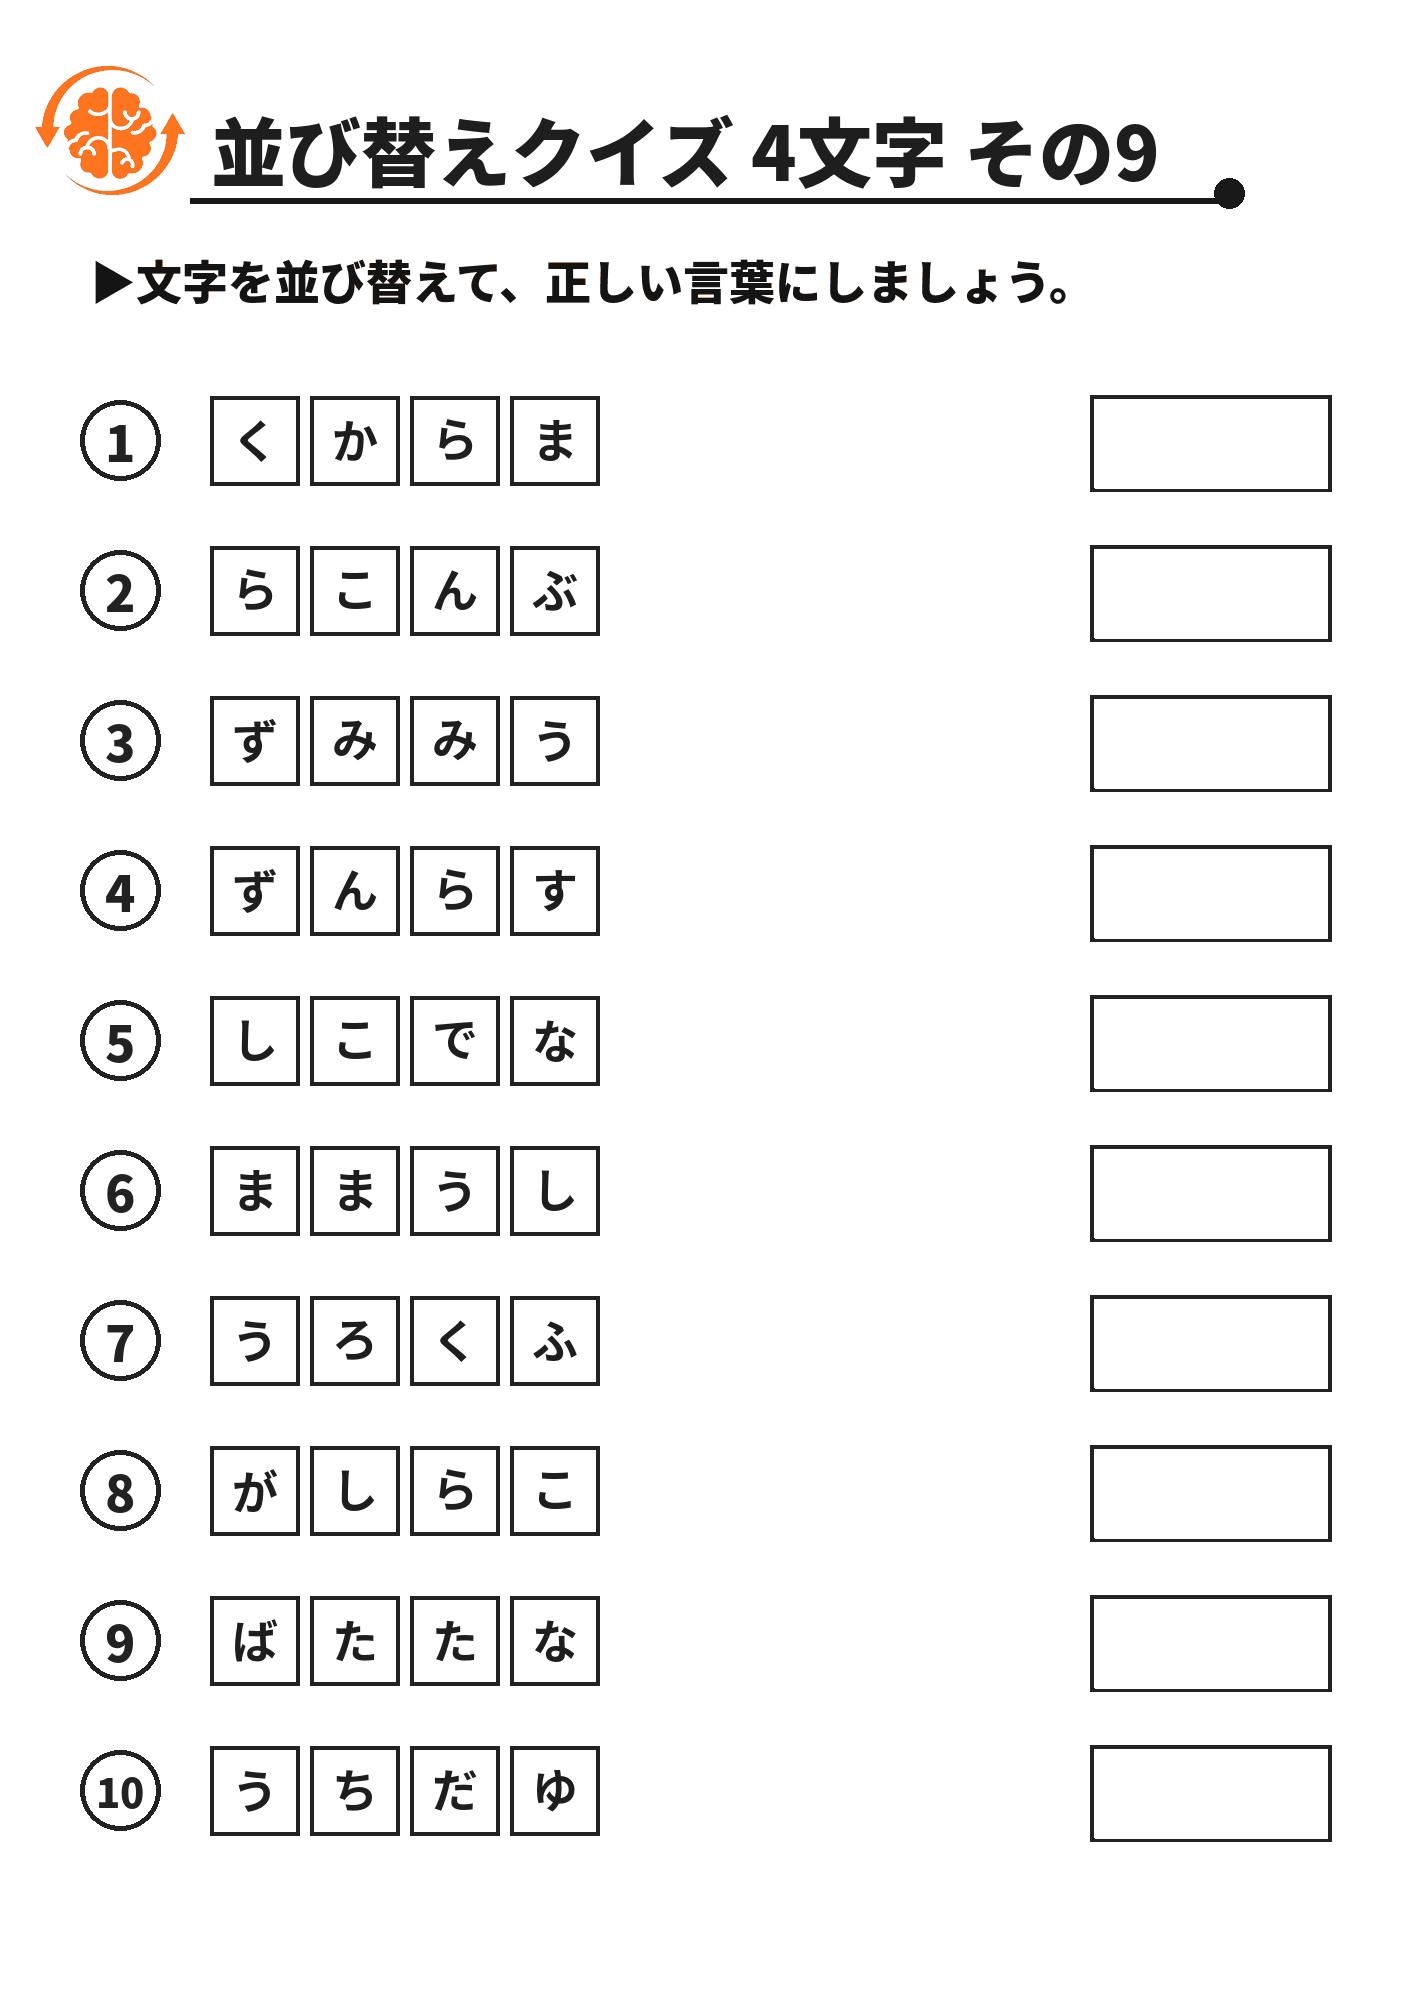 並び替えクイズ 4文字 その9
▶文字を並び替えて、正しい言葉にしましょう。
1 く か ら ま
2 ら こ ん ぶ
3 ず み み う
4 ず ん ら す
5 し こ で な
6 ま ま う し
7 う ろ く ふ
8 が し ら こ
9 ば た た な
10 う ち だ ゆ